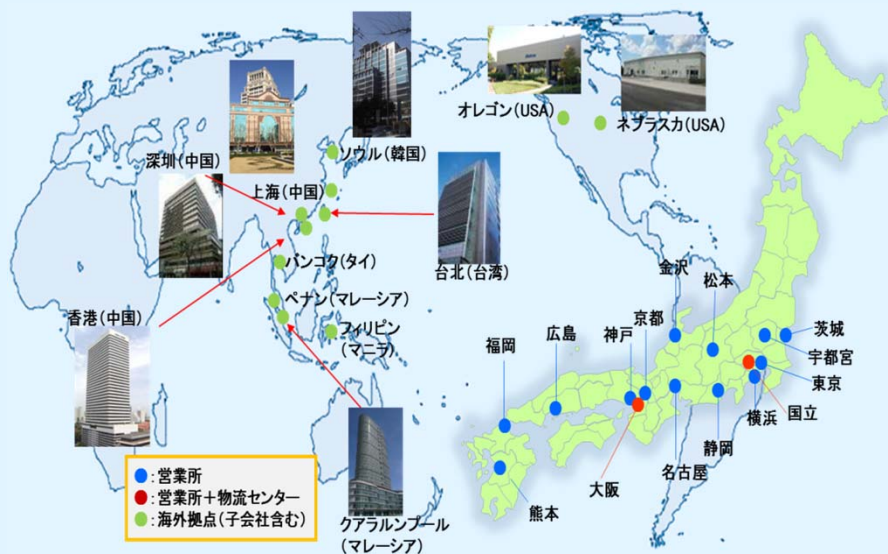 オレゴン(USA)
ネブラスカ(USA)
ソウル(韓国)
深圳(中国)
上海(中国)
台北(台湾)
バンコク(タイ)
ペナン(マレーシア)
香港(中国)
フィリピン
(マニラ)
クアラルンプール
(マレーシア)
金沢
松本
京都
神戸
広島
福岡
茨城
宇都宮
東京
国立
横浜
静岡
名古屋
大阪
熊本
●:営業所
●:営業所+物流センター
●:海外拠点(子会社含む)